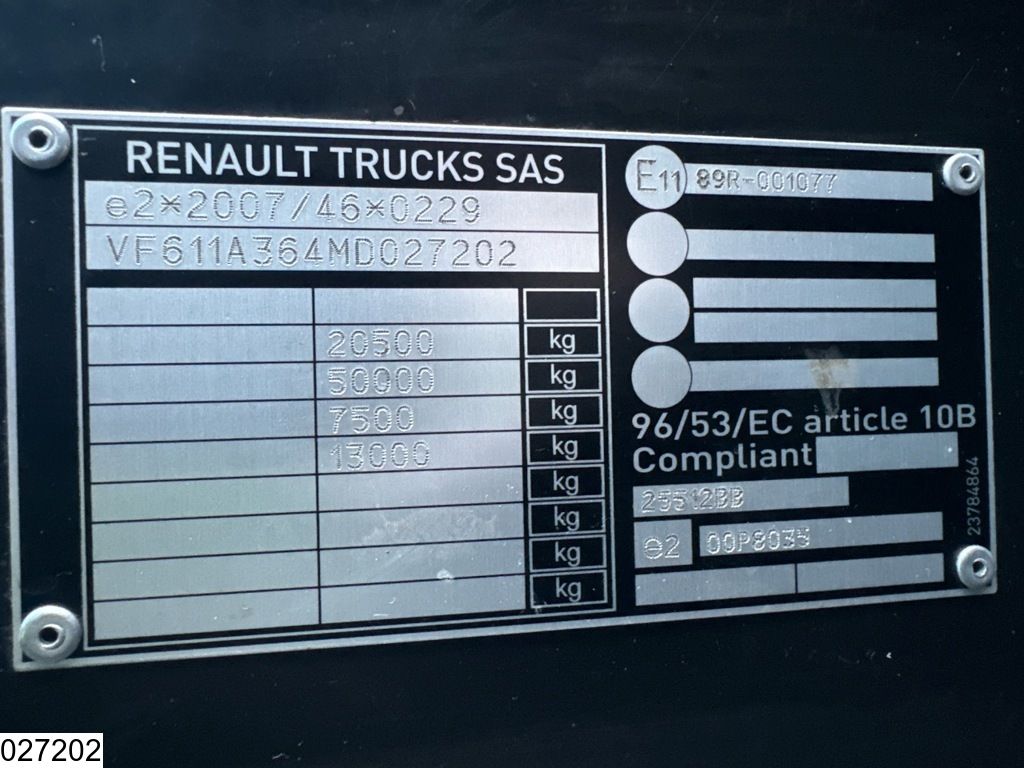 RENAULT TRUCKS SAS
e2*2007/46*0229
VF611A364MD027202
20500 kg
50000 kg
7500 kg
13000 kg
kg
kg
kg
kg
E11 89R-001077
96/53/EC article 10B
Compliant
25512BB
e2 00P8035
23784864
027202